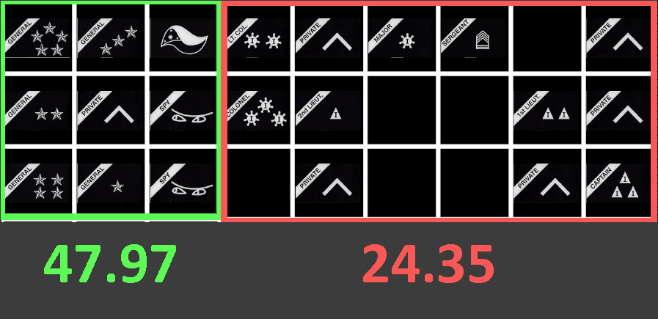 GENERAL GENERAL LT. COL. PRIVATE MAJOR SERGEANT PRIVATE
GENERAL PRIVATE SPY COLONEL 2nd LIEUT. 1st LIEUT PRIVATE
GENERAL GENERAL SPY PRIVATE PRIVATE CAPTAIN
47.97 24.35